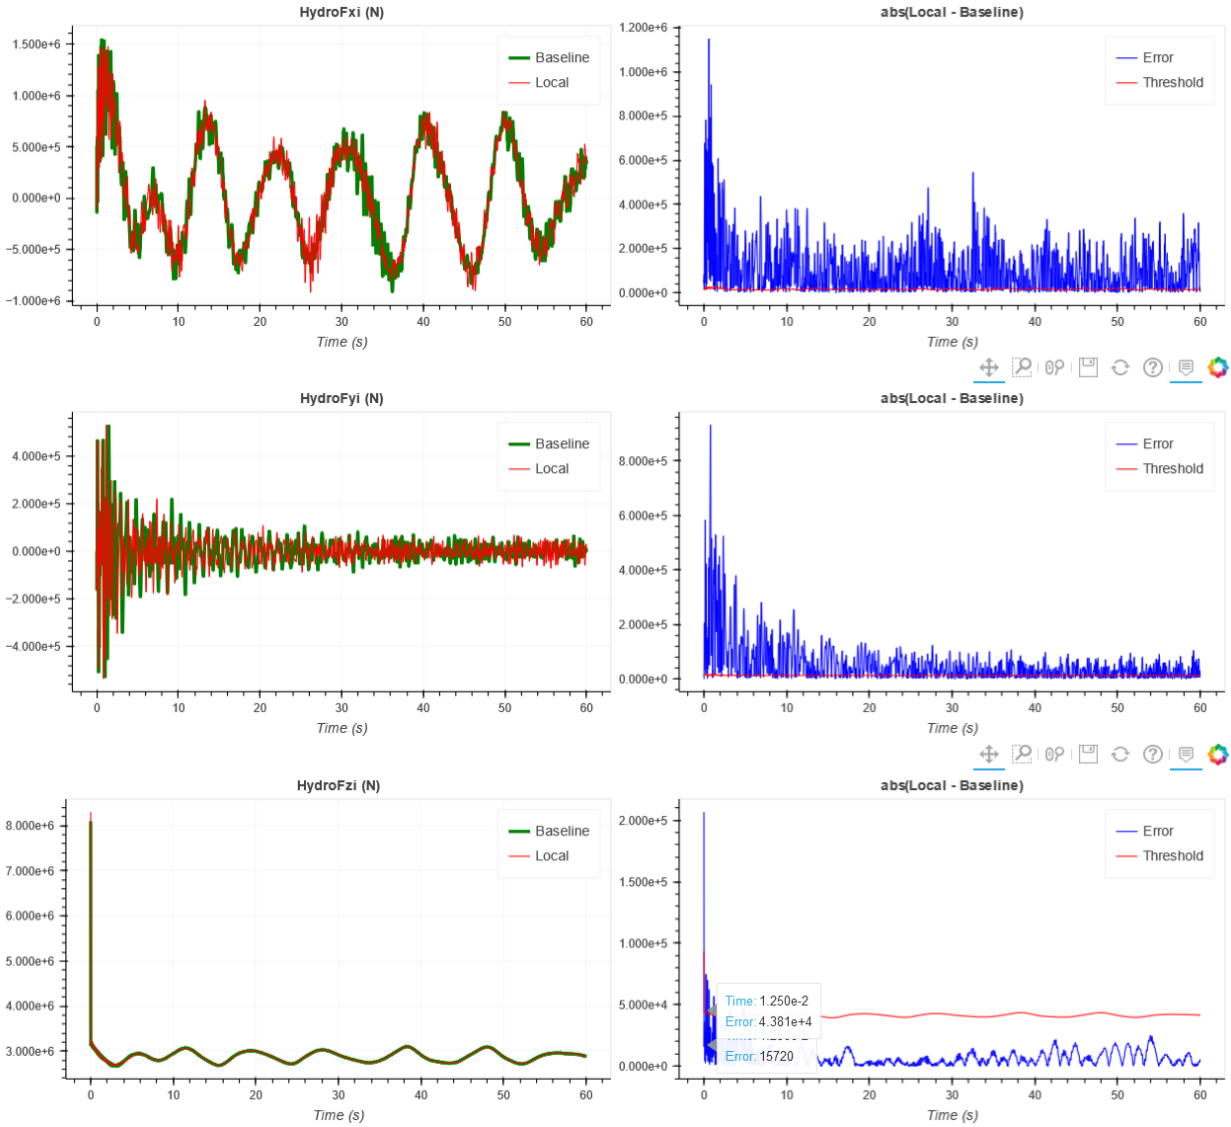 HydroFxi (N)
1.500e+6
1.000e+6
5.000e+5
0.000e+0
−5.000e+5
−1.000e+6
Baseline
Local
0 10 20 30 40 50 60
Time (s)
abs(Local - Baseline)
1.200e+6
1.000e+6
8.000e+5
6.000e+5
4.000e+5
2.000e+5
0.000e+0
Error
Threshold
0 10 20 30 40 50 60
Time (s)
HydroFyi (N)
4.000e+5
2.000e+5
0.000e+0
−2.000e+5
−4.000e+5
Baseline
Local
0 10 20 30 40 50 60
Time (s)
abs(Local - Baseline)
8.000e+5
6.000e+5
4.000e+5
2.000e+5
0.000e+0
Error
Threshold
0 10 20 30 40 50 60
Time (s)
HydroFzi (N)
8.000e+6
7.000e+6
6.000e+6
5.000e+6
4.000e+6
3.000e+6
Baseline
Local
0 10 20 30 40 50 60
Time (s)
abs(Local - Baseline)
2.000e+5
1.500e+5
1.000e+5
5.000e+4
0.000e+0
Error
Threshold
Time: 1.250e-2
Error: 4.381e+4
Error: 15720
0 10 20 30 40 50 60
Time (s)